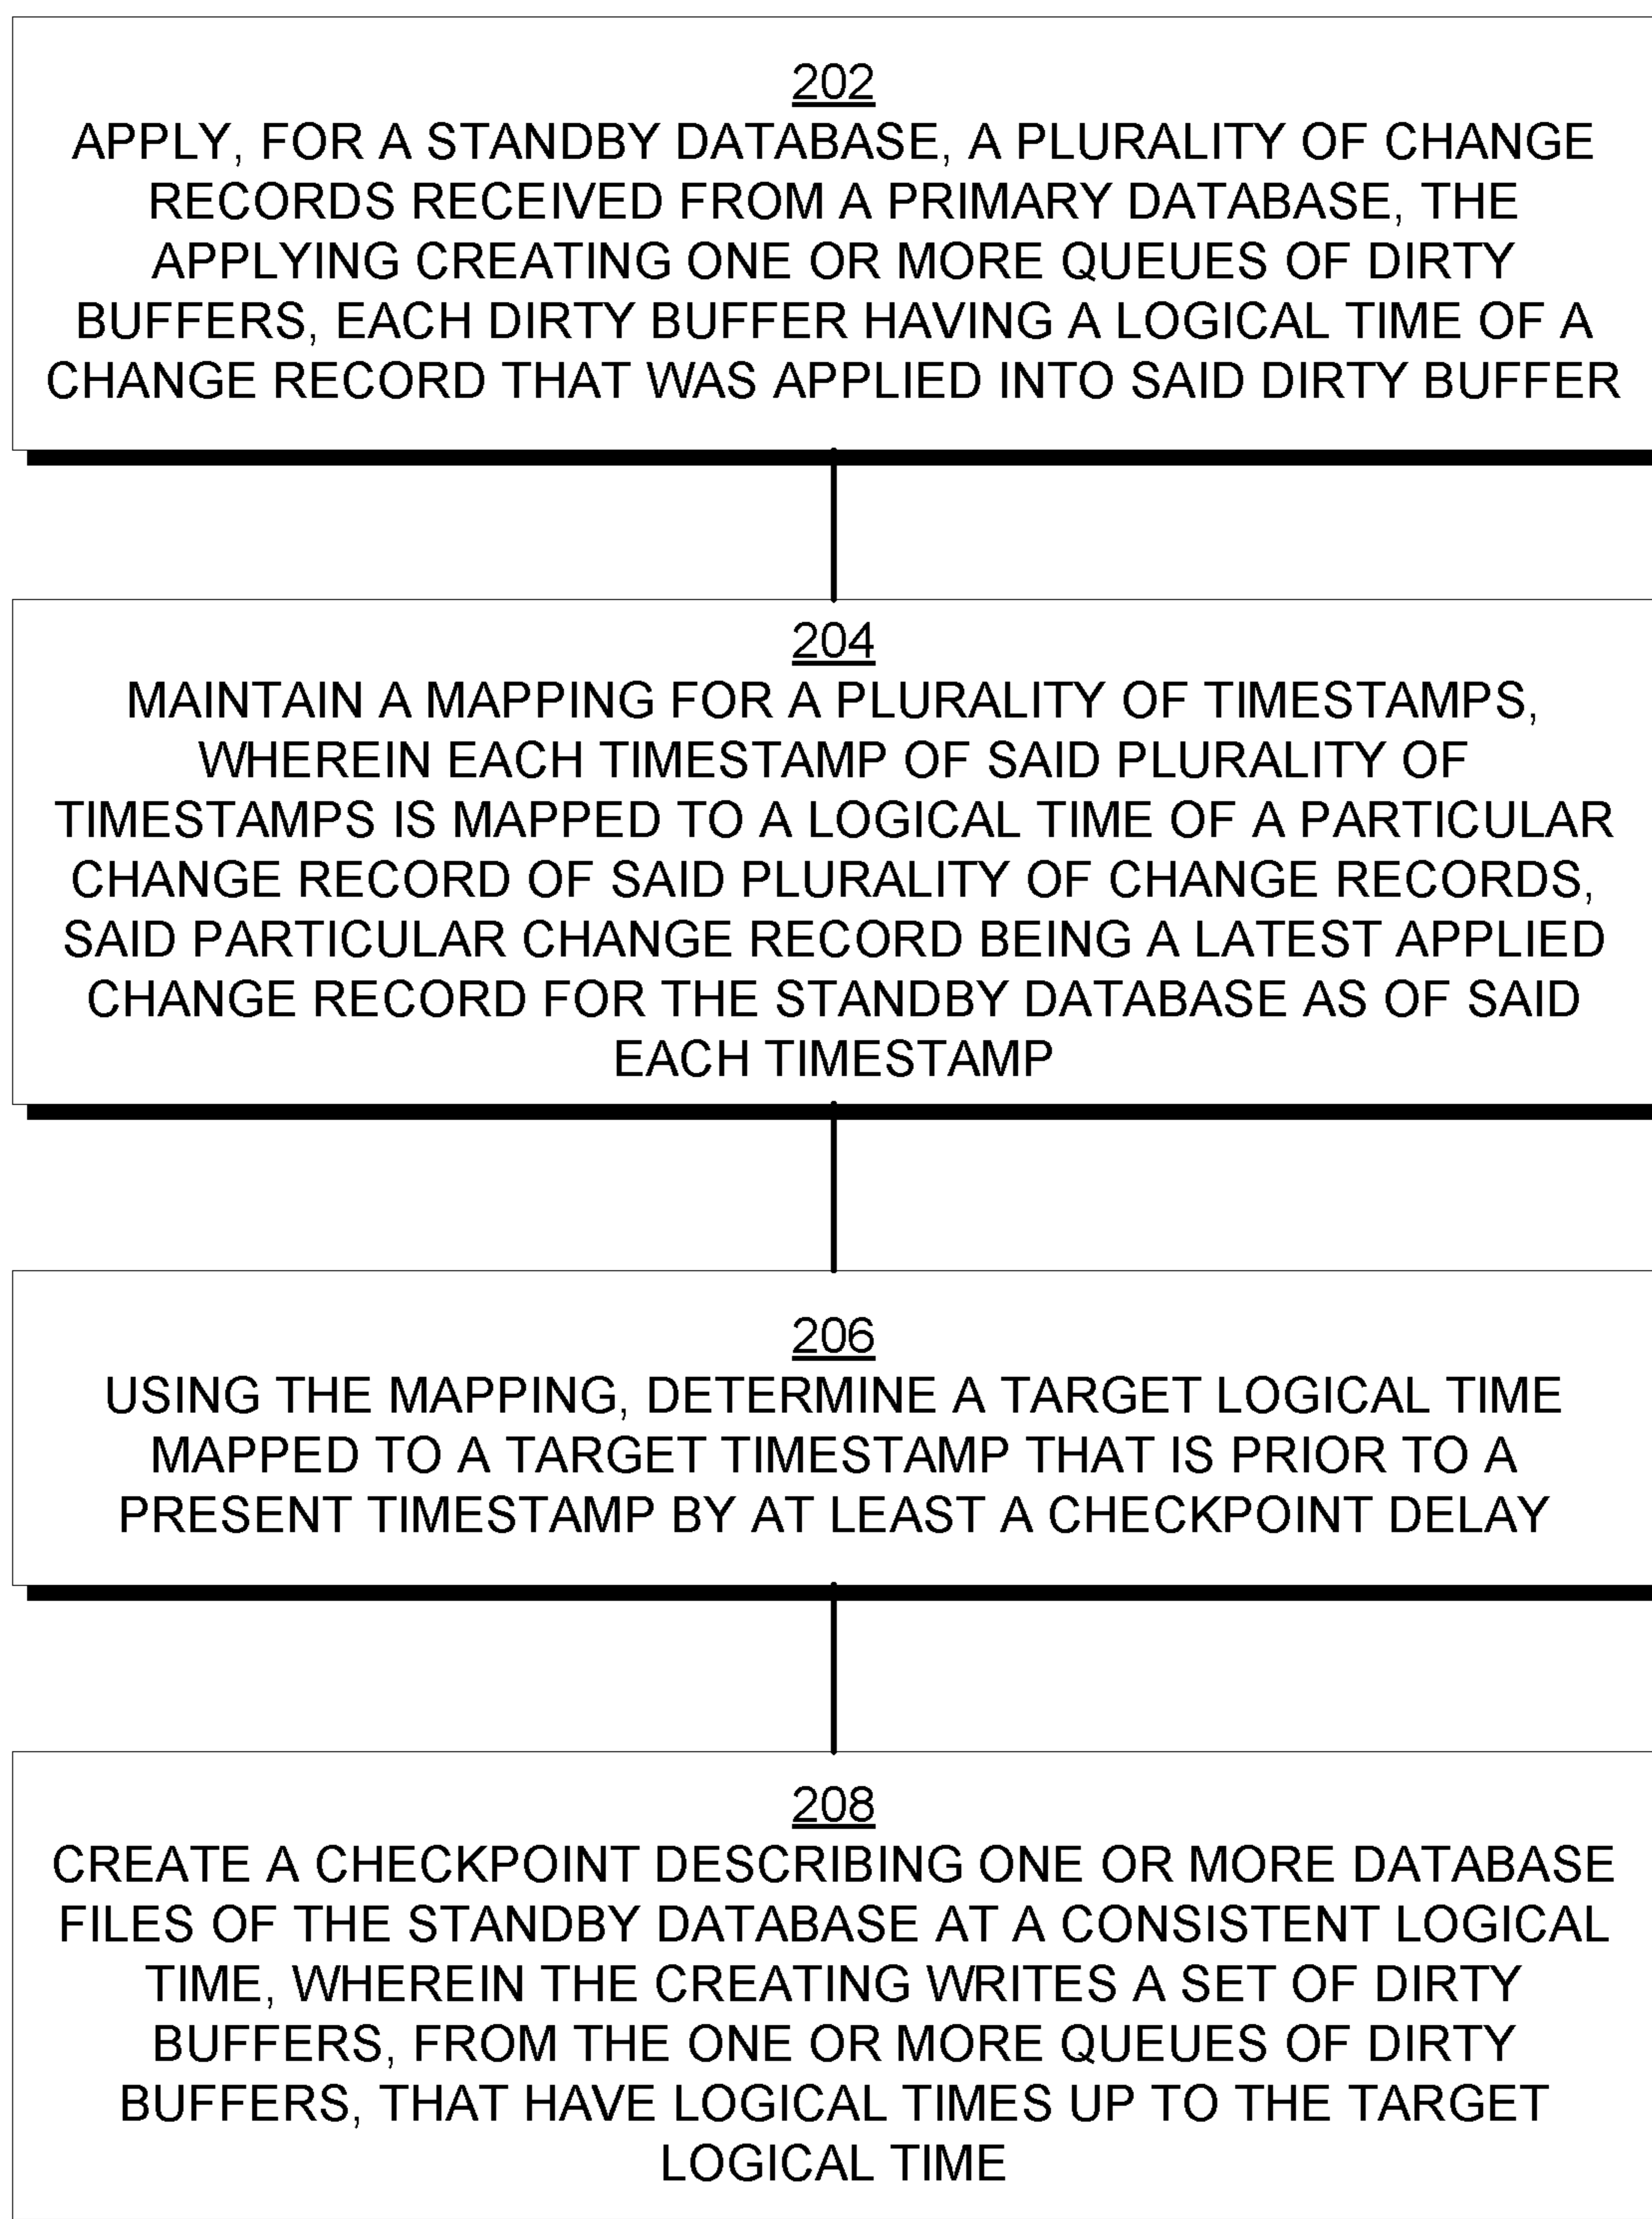 202
APPLY, FOR A STANDBY DATABASE, A PLURALITY OF CHANGE
RECORDS RECEIVED FROM A PRIMARY DATABASE, THE
APPLYING CREATING ONE OR MORE QUEUES OF DIRTY
BUFFERS, EACH DIRTY BUFFER HAVING A LOGICAL TIME OF A
CHANGE RECORD THAT WAS APPLIED INTO SAID DIRTY BUFFER
204
MAINTAIN A MAPPING FOR A PLURALITY OF TIMESTAMPS,
WHEREIN EACH TIMESTAMP OF SAID PLURALITY OF
TIMESTAMPS IS MAPPED TO A LOGICAL TIME OF A PARTICULAR
CHANGE RECORD OF SAID PLURALITY OF CHANGE RECORDS,
SAID PARTICULAR CHANGE RECORD BEING A LATEST APPLIED
CHANGE RECORD FOR THE STANDBY DATABASE AS OF SAID
EACH TIMESTAMP
206
USING THE MAPPING, DETERMINE A TARGET LOGICAL TIME
MAPPED TO A TARGET TIMESTAMP THAT IS PRIOR TO A
PRESENT TIMESTAMP BY AT LEAST A CHECKPOINT DELAY
208
CREATE A CHECKPOINT DESCRIBING ONE OR MORE DATABASE
FILES OF THE STANDBY DATABASE AT A CONSISTENT LOGICAL
TIME, WHEREIN THE CREATING WRITES A SET OF DIRTY
BUFFERS, FROM THE ONE OR MORE QUEUES OF DIRTY
BUFFERS, THAT HAVE LOGICAL TIMES UP TO THE TARGET
LOGICAL TIME